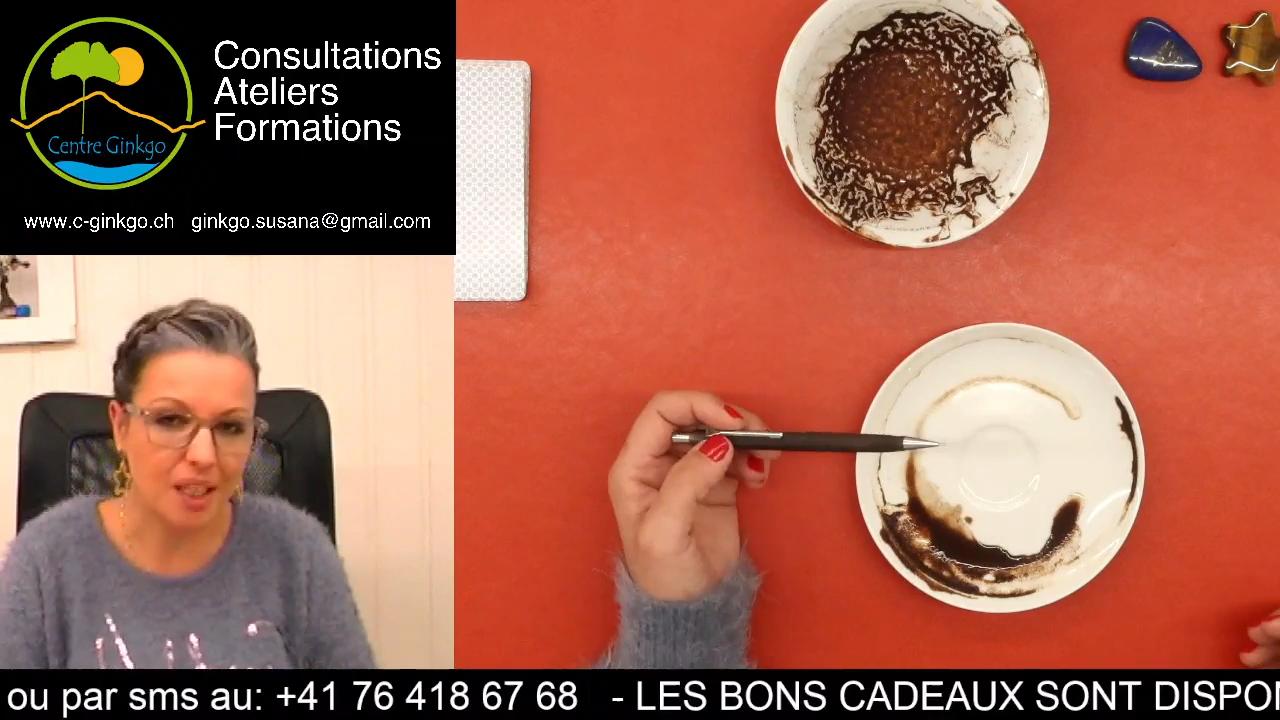 Consultations
Ateliers
Formations
Centre Ginkgo
www.c-ginkgo.ch ginkgo.susana@gmail.com
ou par sms au: +41 76 418 67 68 - LES BONS CADEAUX SONT